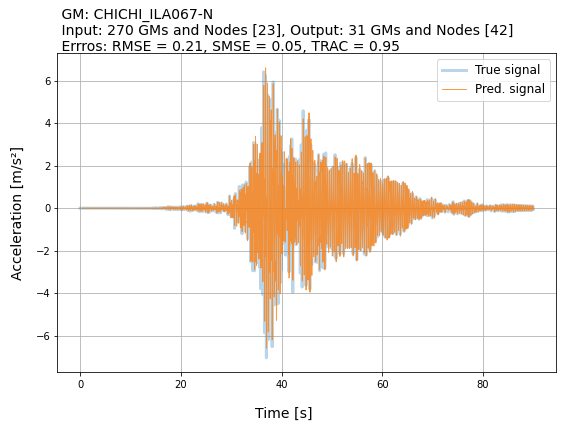 GM: CHICHI_ILA067-N
Input: 270 GMs and Nodes [23], Output: 31 GMs and Nodes [42]
Errros: RMSE = 0.21, SMSE = 0.05, TRAC = 0.95
True signal
Pred. signal
6
4
2
0
−2
−4
−6
Acceleration [m/s²]
0 20 40 60 80
Time [s]